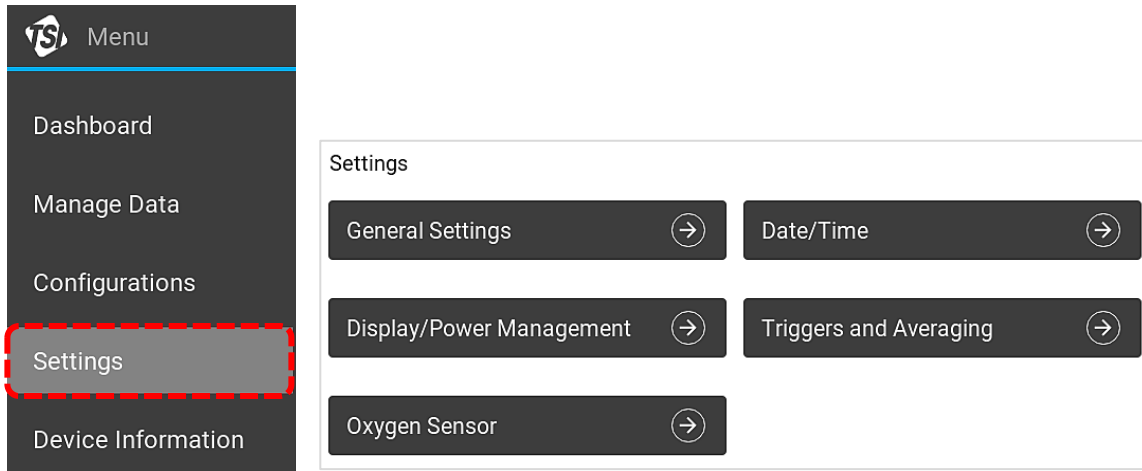 TSI Menu
Dashboard
Manage Data
Configurations
Settings
Device Information
Settings
General Settings
Date/Time
Display/Power Management
Triggers and Averaging
Oxygen Sensor